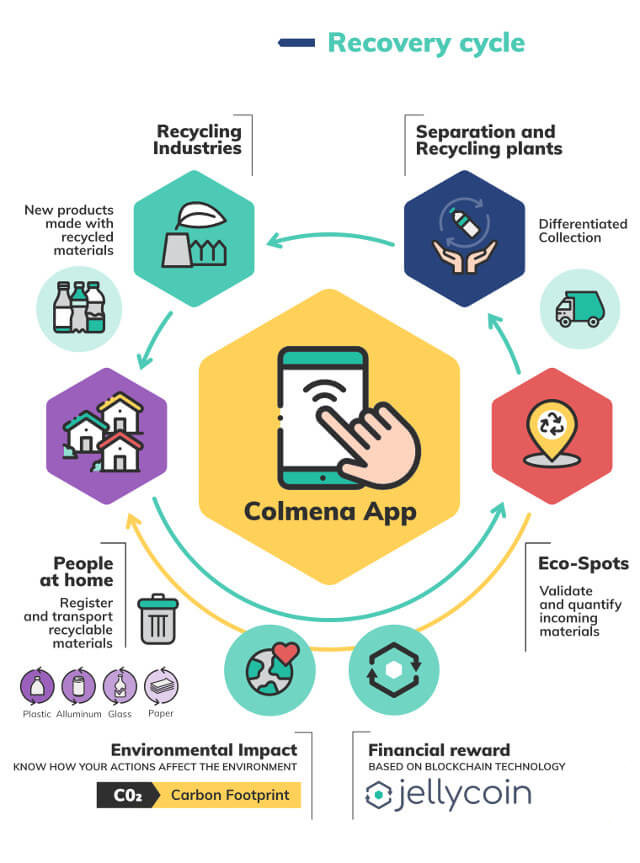 Recovery cycle
Recycling
Industries
Separation and
Recycling plants
New products
made with
recycled
materials
Differentiated
Collection
Colmena App
People
at home
Register
and transport
recyclable
materials
Eco-Spots
Validate
and quantify
incoming
materials
Plastic Alluminum Glass Paper
Environmental Impact
KNOW HOW YOUR ACTIONS AFFECT THE ENVIRONMENT
CO₂ Carbon Footprint
Financial reward
BASED ON BLOCKCHAIN TECHNOLOGY
jellycoin